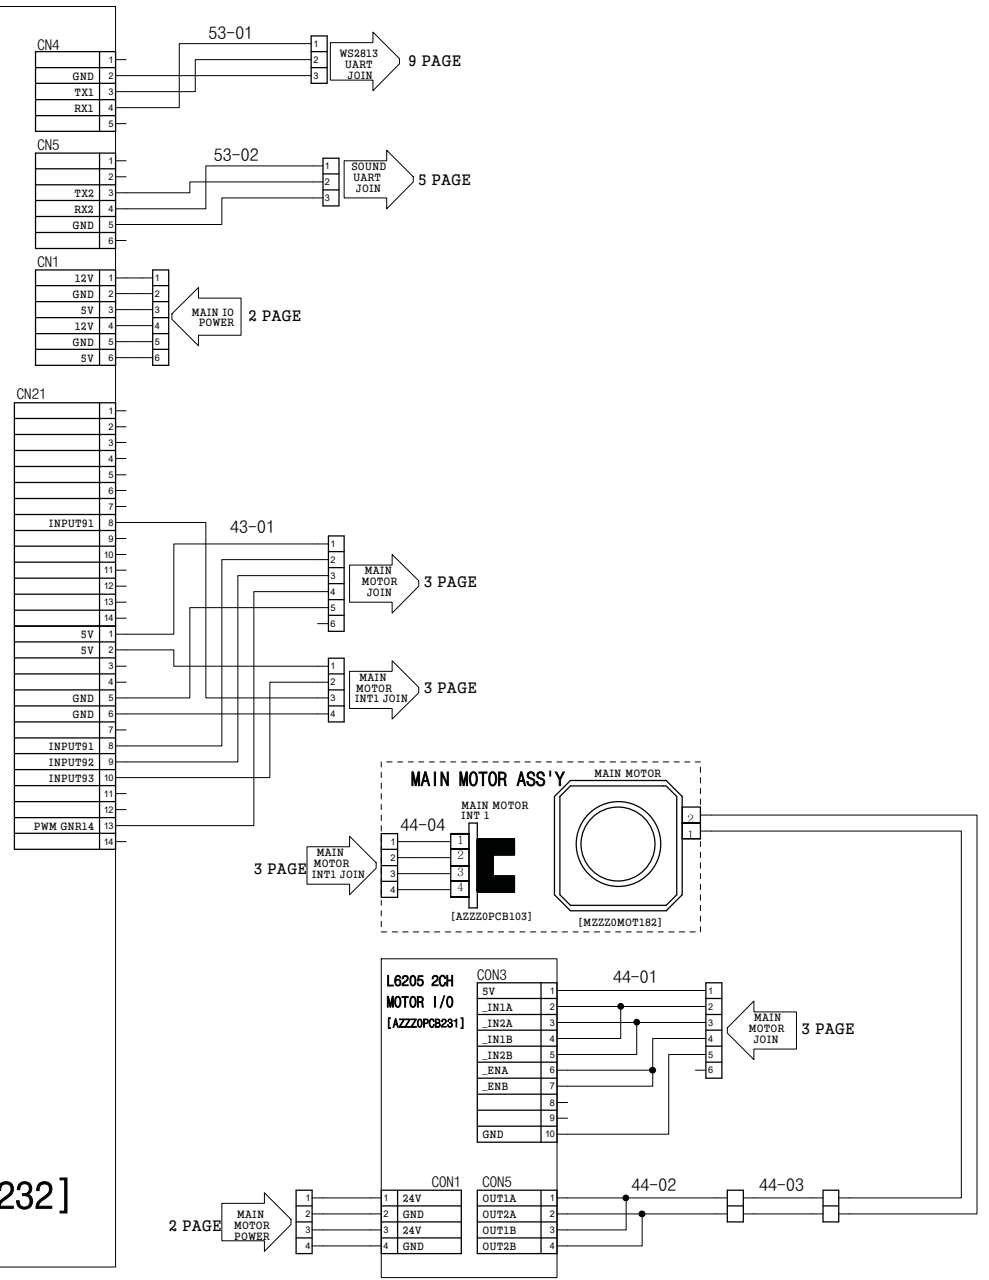 CN4
1
GND 2
TX1 3
RX1 4
5
53-01
1
2
3
WS2813
UART
JOIN
9 PAGE
CN5
1
2
TX2 3
RX2 4
GND 5
6
53-02
1
2
3
SOUND
UART
JOIN
5 PAGE
CN1
12V 1
GND 2
5V 3
12V 4
GND 5
5V 6
1
2
3
4
5
6
MAIN IO
POWER
2 PAGE
CN21
1
2
3
4
5
6
7
INPUT91 8
9
10
11
12
13
14
5V 1
5V 2
3
4
GND 5
GND 6
7
INPUT91 8
INPUT92 9
INPUT93 10
11
12
PWM GNR14 13
14
43-01
1
2
3
4
5
6
MAIN
MOTOR
JOIN
3 PAGE
1
2
3
4
MAIN
MOTOR
INT1 JOIN
3 PAGE
MAIN MOTOR ASS'Y
MAIN MOTOR
MAIN MOTOR
INT 1
2
1
44-04
3 PAGE
MAIN
MOTOR
INT1 JOIN
1
2
3
4
1
2
3
4
[AZZZ0PCB103]
[MZZZ0MOT182]
L6205 2CH
MOTOR I/O
[AZZZ0PCB231]
CON3
5V 1
_IN1A 2
_IN2A 3
_IN1B 4
_IN2B 5
_ENA 6
_ENB 7
8
9
GND 10
44-01
1
2
3
4
5
6
MAIN
MOTOR
JOIN
3 PAGE
232]
2 PAGE
MAIN
MOTOR
POWER
1
2
3
4
CON1
1 24V
2 GND
3 24V
4 GND
CON5
OUT1A 1
OUT2A 2
OUT1B 3
OUT2B 4
44-02
44-03